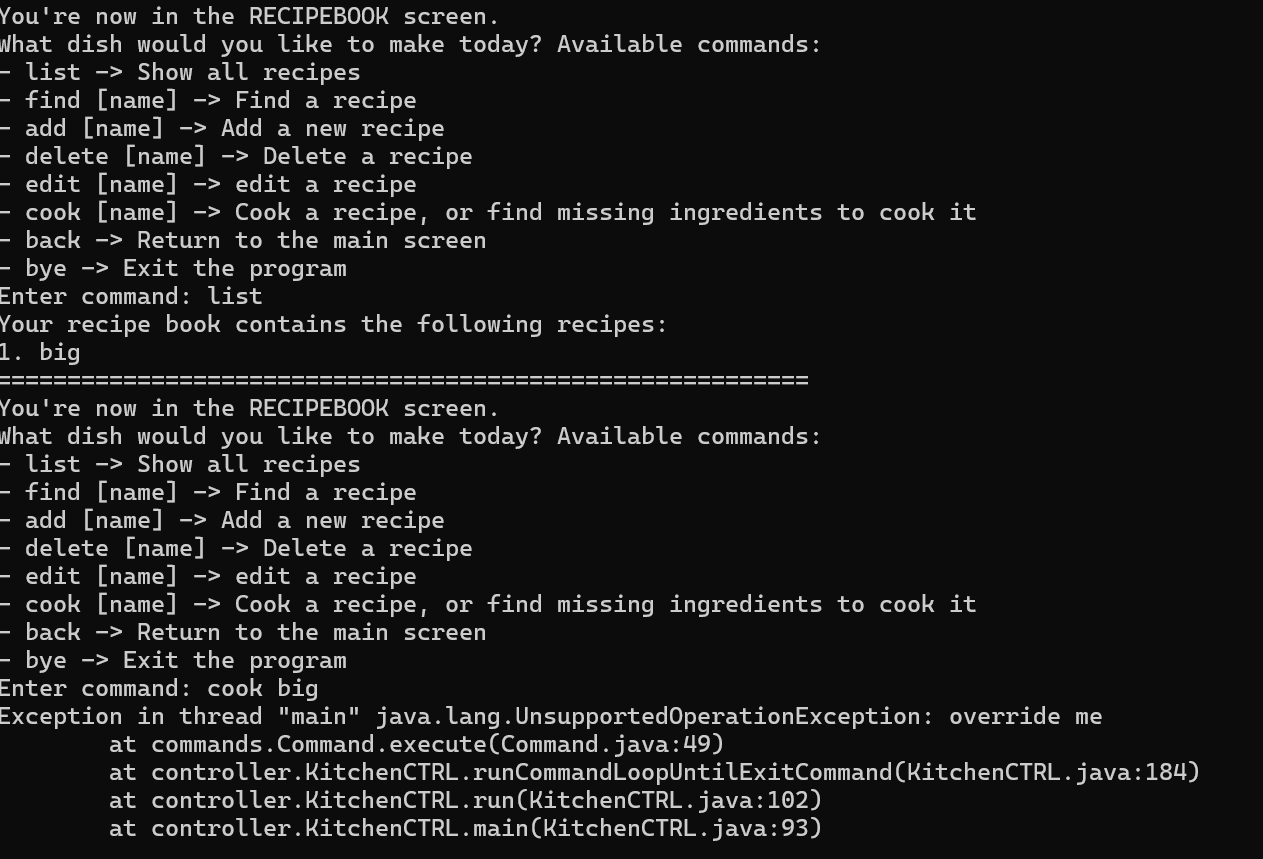 You're now in the RECIPEBOOK screen.
What dish would you like to make today? Available commands:
- list -> Show all recipes
- find [name] -> Find a recipe
- add [name] -> Add a new recipe
- delete [name] -> Delete a recipe
- edit [name] -> edit a recipe
- cook [name] -> Cook a recipe, or find missing ingredients to cook it
- back -> Return to the main screen
- bye -> Exit the program
Enter command: list
Your recipe book contains the following recipes:
1. big
==========================================================
You're now in the RECIPEBOOK screen.
What dish would you like to make today? Available commands:
- list -> Show all recipes
- find [name] -> Find a recipe
- add [name] -> Add a new recipe
- delete [name] -> Delete a recipe
- edit [name] -> edit a recipe
- cook [name] -> Cook a recipe, or find missing ingredients to cook it
- back -> Return to the main screen
- bye -> Exit the program
Enter command: cook big
Exception in thread "main" java.lang.UnsupportedOperationException: override me
        at commands.Command.execute(Command.java:49)
        at controller.KitchenCTRL.runCommandLoopUntilExitCommand(KitchenCTRL.java:184)
        at controller.KitchenCTRL.run(KitchenCTRL.java:102)
        at controller.KitchenCTRL.main(KitchenCTRL.java:93)